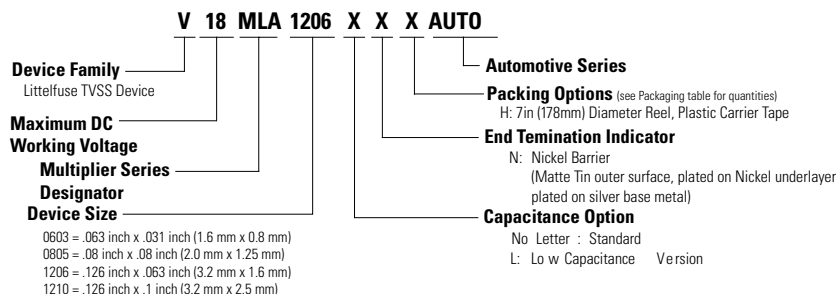 V 18 MLA 1206 X X X AUTO
Device Family
Littelfuse TVSS Device
Maximum DC
Working Voltage
Multiplier Series
Designator
Device Size
0603 = .063 inch x .031 inch (1.6 mm x 0.8 mm)
0805 = .08 inch x .08 inch (2.0 mm x 1.25 mm)
1206 = .126 inch x .063 inch (3.2 mm x 1.6 mm)
1210 = .126 inch x .1 inch (3.2 mm x 2.5 mm)
Automotive Series
Packing Options (see Packaging table for quantities)
H: 7in (178mm) Diameter Reel, Plastic Carrier Tape
End Temination Indicator
N: Nickel Barrier
(Matte Tin outer surface, plated on Nickel underlayer
plated on silver base metal)
Capacitance Option
No Letter : Standard
L: Lo w Capacitance Ve rsion